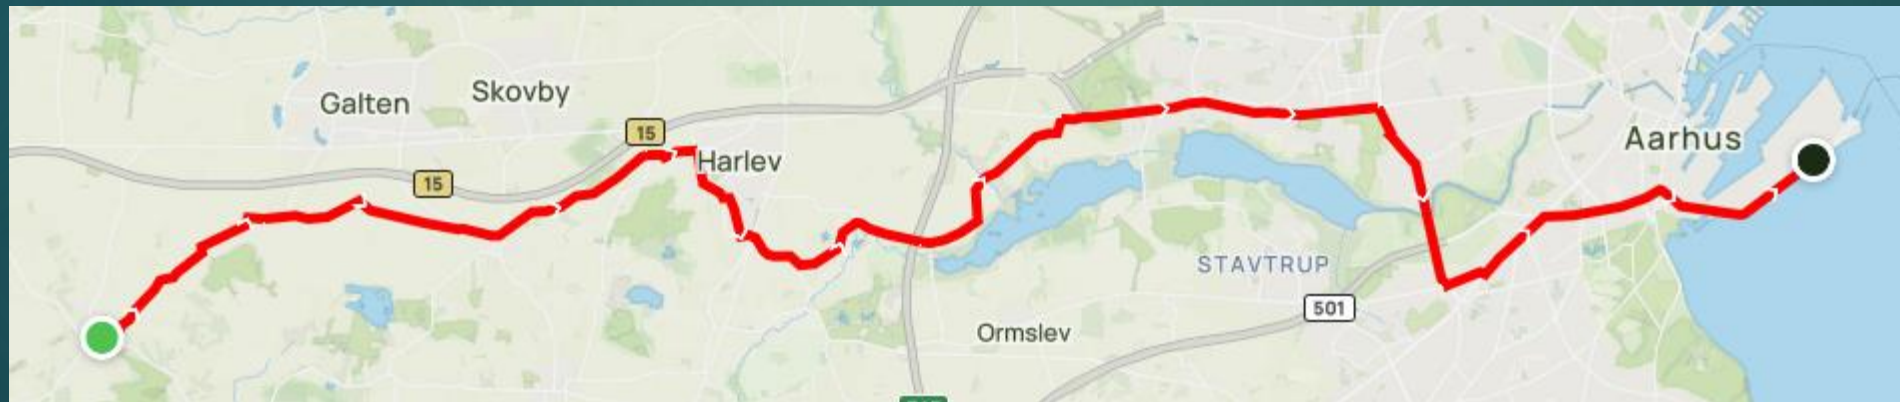 Skovby
Galten
15
Aarhus
Harlev
15
STAVTRUP
501
Ormslev